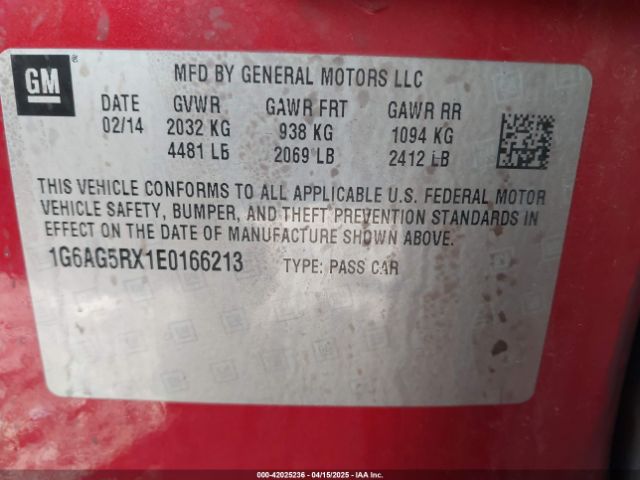 GM
®
MFD BY GENERAL MOTORS LLC
DATE GVWR GAWR FRT GAWR RR
02/14 2032 KG 938 KG 1094 KG
4481 LB 2069 LB 2412 LB
THIS VEHICLE CONFORMS TO ALL APPLICABLE U.S. FEDERAL MOTOR
VEHICLE SAFETY, BUMPER, AND THEFT PREVENTION STANDARDS IN
EFFECT ON THE DATE OF MANUFACTURE SHOWN ABOVE.
1G6AG5RX1E0166213 TYPE: PASS CAR
000-42025236 - 04/15/2025 - IAA INC.